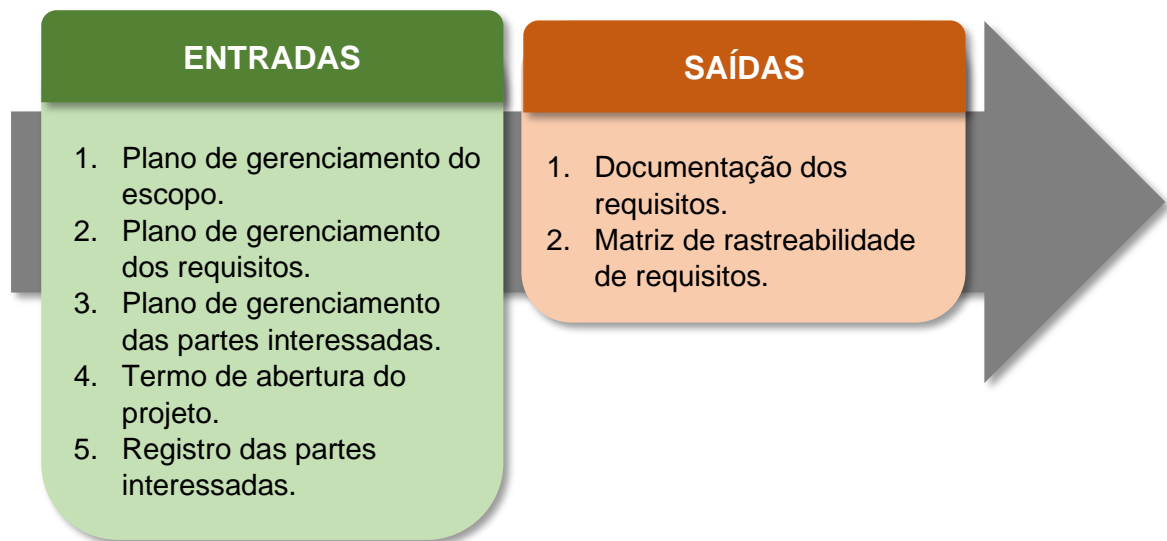 ENTRADAS
1. Plano de gerenciamento do
escopo.
2. Plano de gerenciamento
dos requisitos.
3. Plano de gerenciamento
das partes interessadas.
4. Termo de abertura do
projeto.
5. Registro das partes
interessadas.
SAÍDAS
1. Documentação dos
requisitos.
2. Matriz de rastreabilidade
de requisitos.